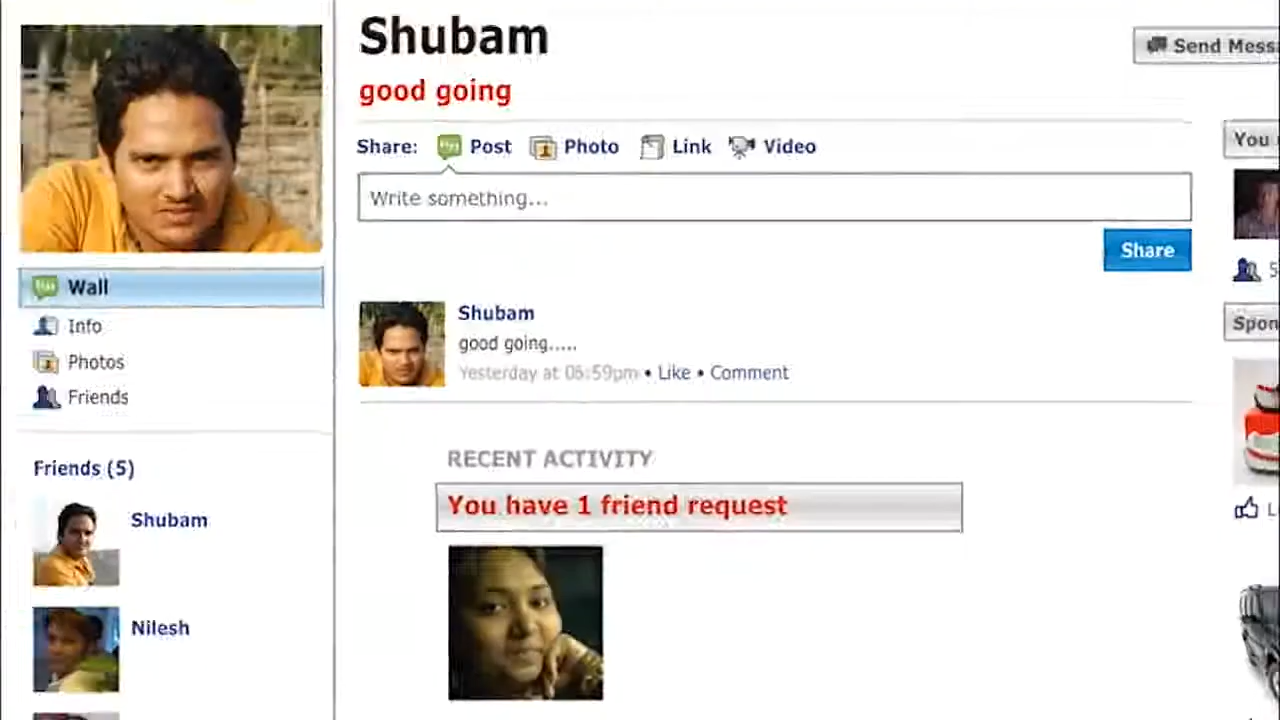 Shubam
Send Mess
good going
Share: Post Photo Link Video
You
Write something...
Share
Wall
Info
Photos
Friends
Shubam
good going.....
Yesterday at 06:59pm • Like • Comment
5
Spon
RECENT ACTIVITY
You have 1 friend request
Friends (5)
Shubam
Nilesh
L